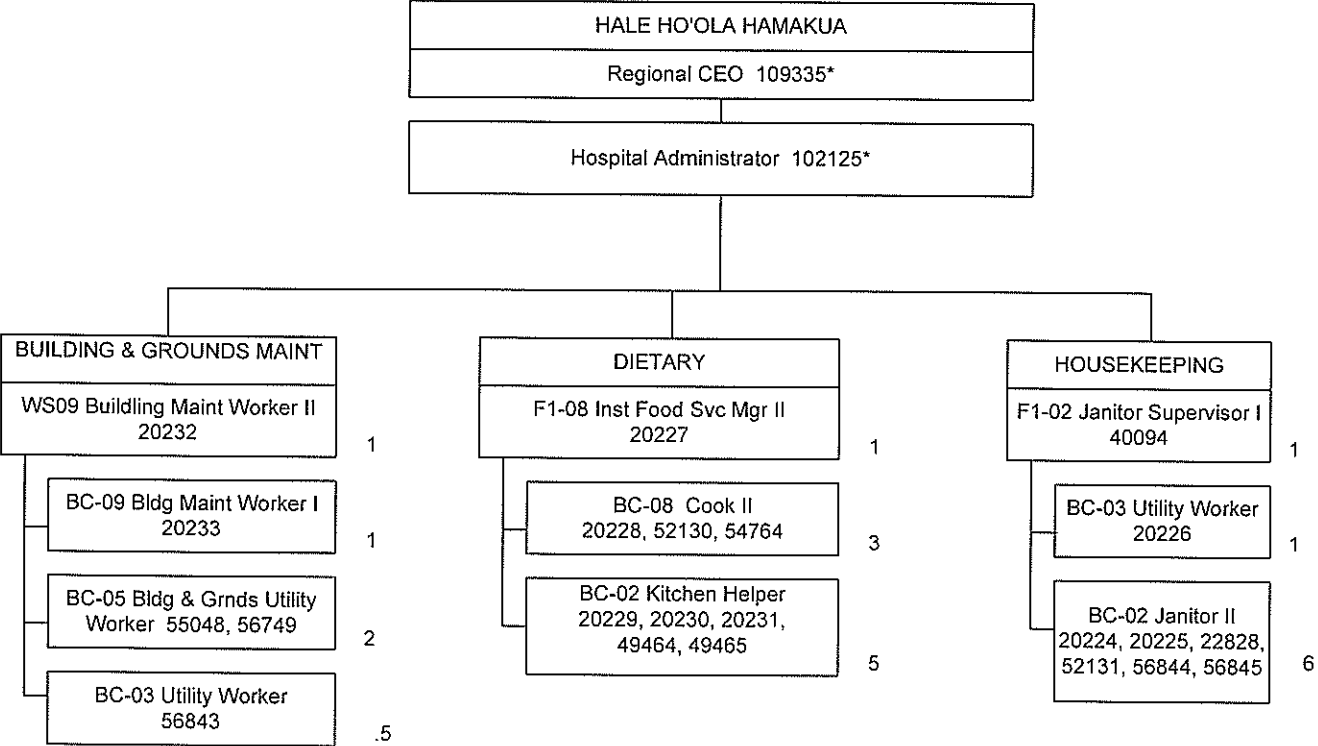 HALE HO'OLA HAMAKUA
Regional CEO 109335*
Hospital Administrator 102125*
BUILDING & GROUNDS MAINT
WS09 Buildling Maint Worker II
20232
1
BC-09 Bldg Maint Worker I
20233
1
BC-05 Bldg & Grnds Utility
Worker 55048, 56749
2
BC-03 Utility Worker
56843
.5
DIETARY
F1-08 Inst Food Svc Mgr II
20227
1
BC-08 Cook II
20228, 52130, 54764
3
BC-02 Kitchen Helper
20229, 20230, 20231,
49464, 49465
5
HOUSEKEEPING
F1-02 Janitor Supervisor I
40094
1
BC-03 Utility Worker
20226
1
BC-02 Janitor II
20224, 20225, 22828,
52131, 56844, 56845
6